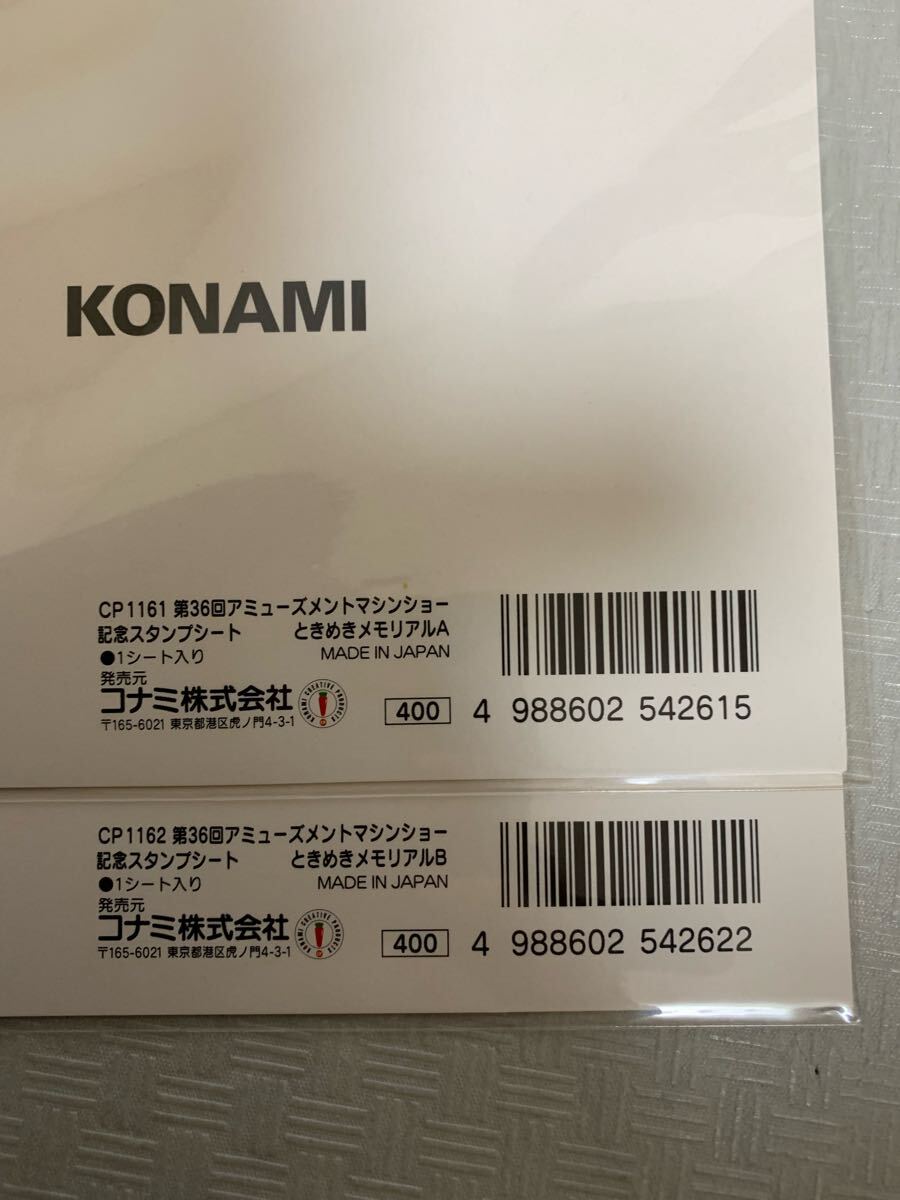 KONAMI
CP1161 第36回アミューズメントマシンショー
記念スタンプシート ときめきメモリアルA
●1シート入り MADE IN JAPAN
発売元
コナミ株式会社
KONAMI CREATIVE PRODUCTS
〒165-6021 東京都港区虎ノ門4-3-1
400 4 988602 542615
CP1162 第36回アミューズメントマシンショー
記念スタンプシート ときめきメモリアルB
●1シート入り MADE IN JAPAN
発売元
コナミ株式会社
KONAMI CREATIVE PRODUCTS
〒165-6021 東京都港区虎ノ門4-3-1
400 4 988602 542622